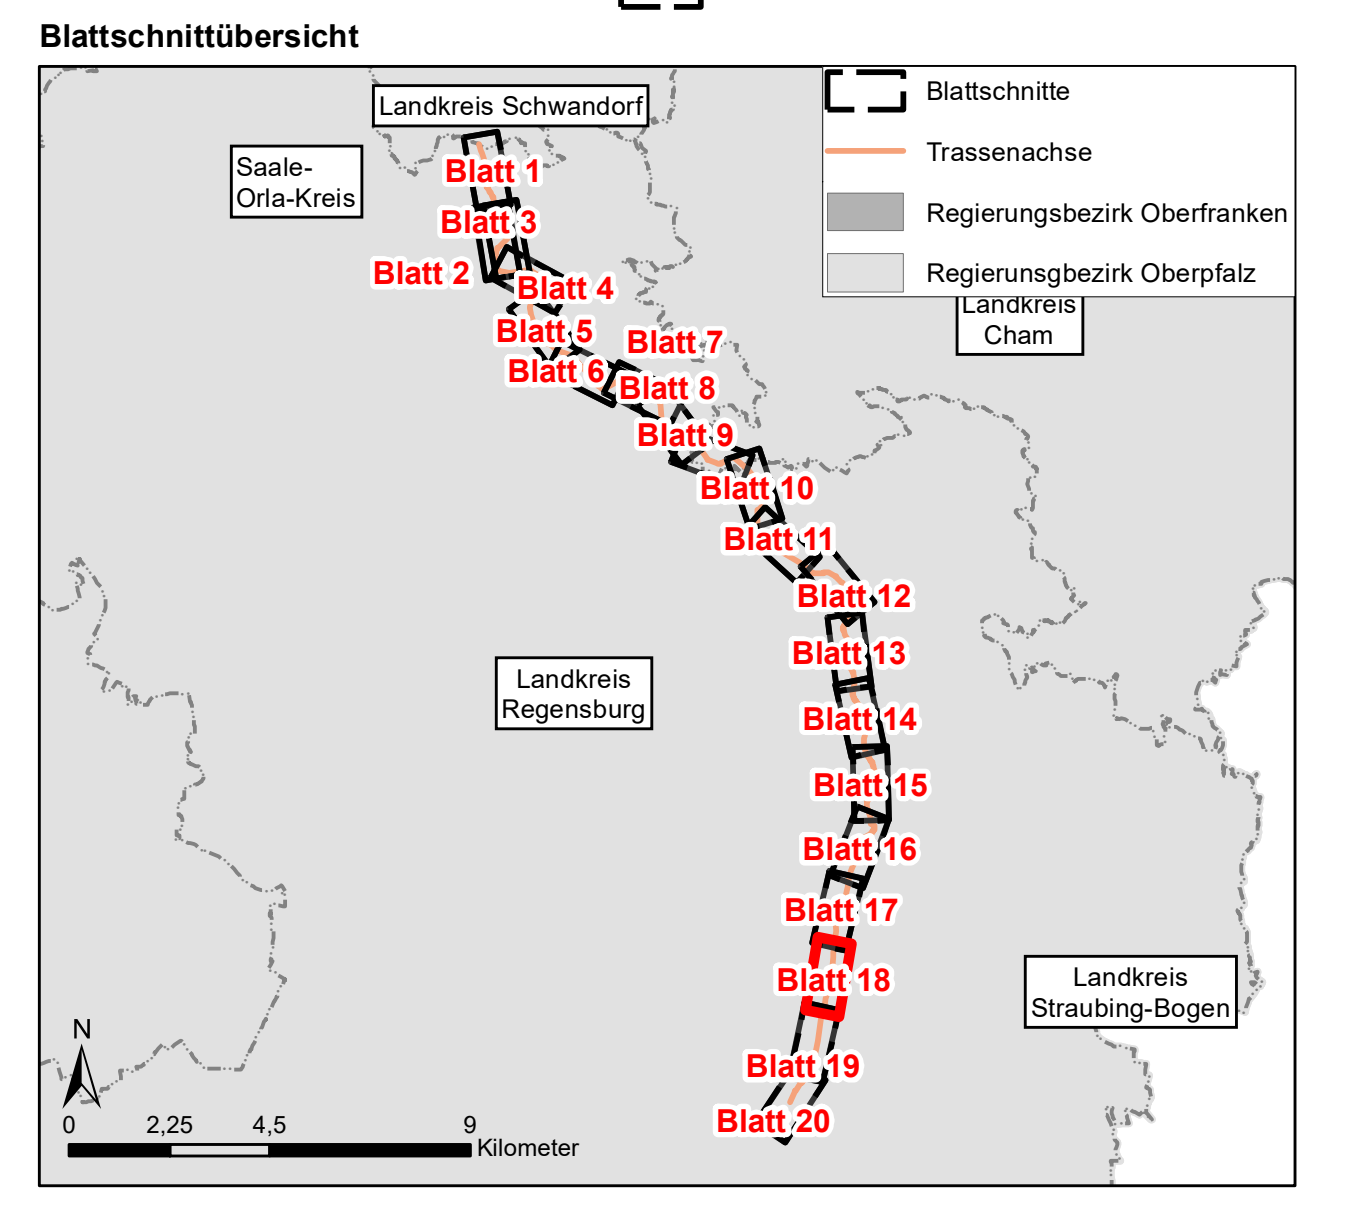 Blattschnittübersicht
Landkreis Schwandorf
Saale-
Orla-Kreis
Blattschnitte
Trassenachse
Regierungsbezirk Oberfranken
Regierunsgbezirk Oberpfalz
Landkreis
Cham
Blatt 1
Blatt 3
Blatt 2
Blatt 4
Blatt 5
Blatt 7
Blatt 6
Blatt 8
Blatt 9
Blatt 10
Blatt 11
Blatt 12
Blatt 13
Landkreis
Regensburg
Blatt 14
Blatt 15
Blatt 16
Blatt 17
Blatt 18
Landkreis
Straubing-Bogen
Blatt 19
Blatt 20
N
0 2,25 4,5 9
Kilometer